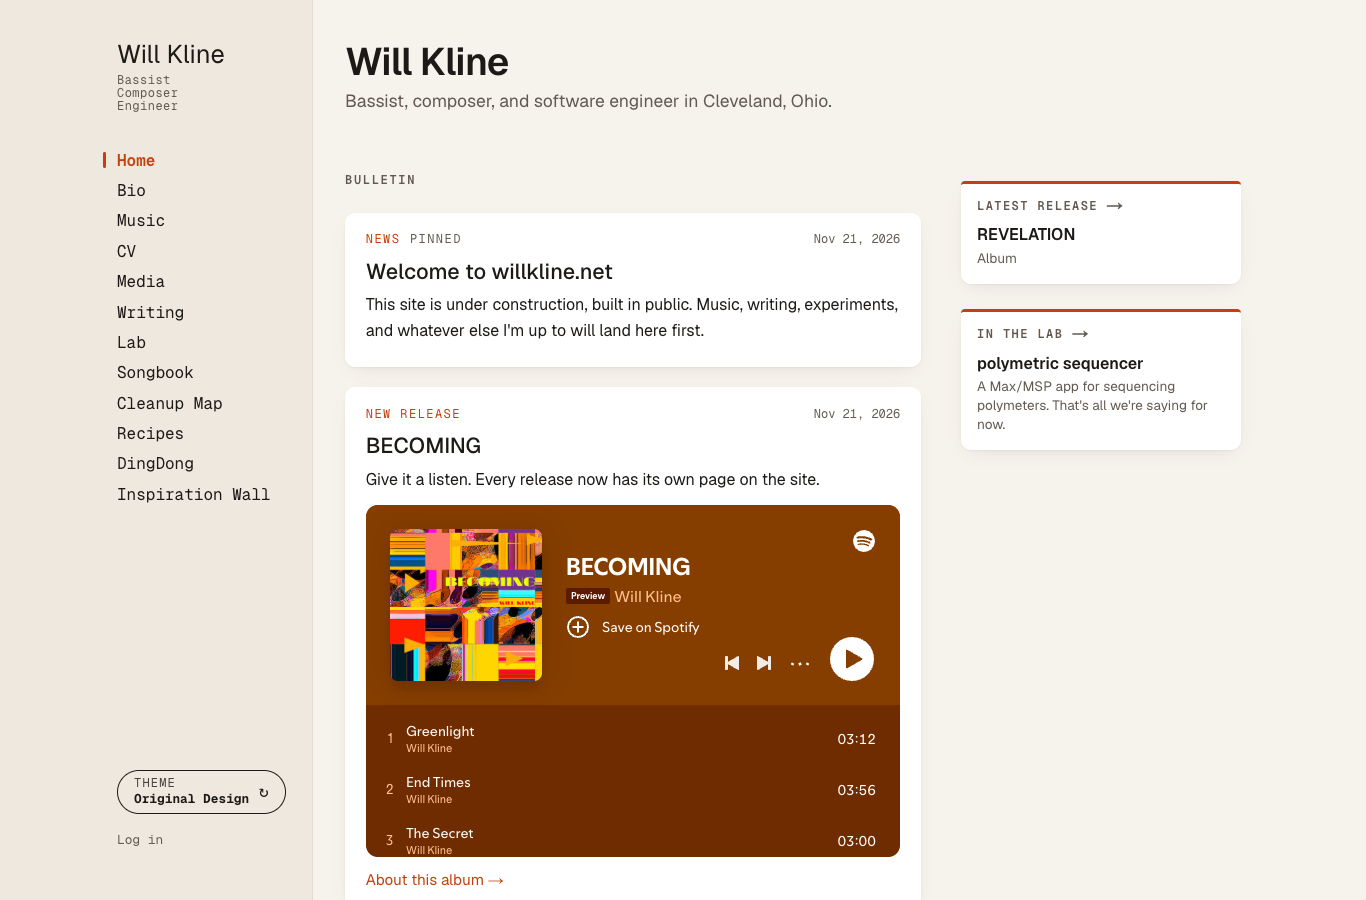 Will Kline
Bassist
Composer
Engineer
Home
Bio
Music
CV
Media
Writing
Lab
Songbook
Cleanup Map
Recipes
DingDong
Inspiration Wall
THEME
Original Design ↻
Log in
Will Kline
Bassist, composer, and software engineer in Cleveland, Ohio.
BULLETIN
NEWS PINNED Nov 21, 2026
Welcome to willkline.net
This site is under construction, built in public. Music, writing, experiments,
and whatever else I'm up to will land here first.
NEW RELEASE Nov 21, 2026
BECOMING
Give it a listen. Every release now has its own page on the site.
BECOMING
WILL KLINE
BECOMING
Preview Will Kline
Save on Spotify
1 Greenlight 03:12
Will Kline
2 End Times 03:56
Will Kline
3 The Secret 03:00
Will Kline
About this album →
LATEST RELEASE →
REVELATION
Album
IN THE LAB →
polymetric sequencer
A Max/MSP app for sequencing
polymeters. That's all we're saying for
now.